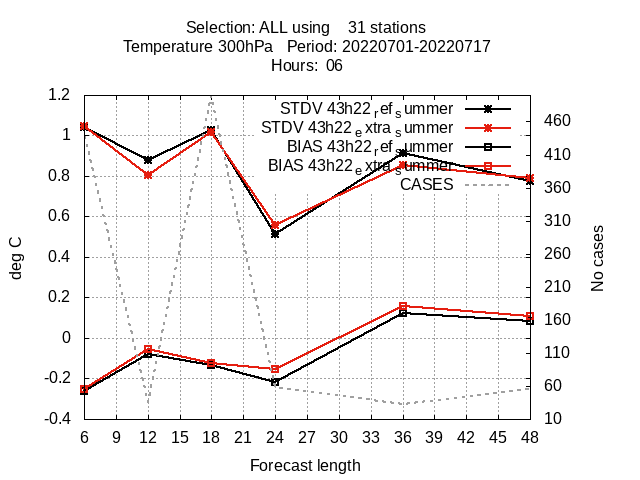 Selection: ALL using 31 stations
Temperature 300hPa Period: 20220701-20220717
Hours: 06
STDV 43h22_ref_summer
STDV 43h22_extra_summer
BIAS 43h22_ref_summer
BIAS 43h22_extra_summer
CASES
1.2
1
0.8
0.6
0.4
0.2
0
-0.2
-0.4
deg C
460
410
360
310
260
210
160
110
60
10
No cases
6 9 12 15 18 21 24 27 30 33 36 39 42 45 48
Forecast length